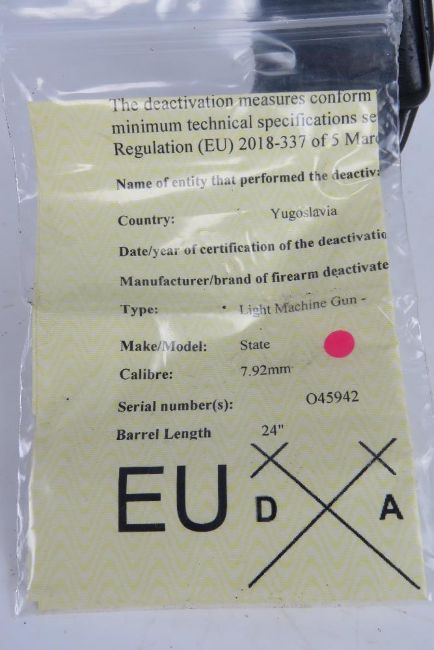 The deactivation measures conform
minimum technical specifications se
Regulation (EU) 2018-337 of 5 Marc
Name of entity that performed the deactiva
Country: Yugoslavia
Date/year of certification of the deactivatio
Manufacturer/brand of firearm deactivate
Type: Light Machine Gun -
Make/Model: State
Calibre: 7.92mm
Serial number(s): O45942
Barrel Length 24"
EU D A